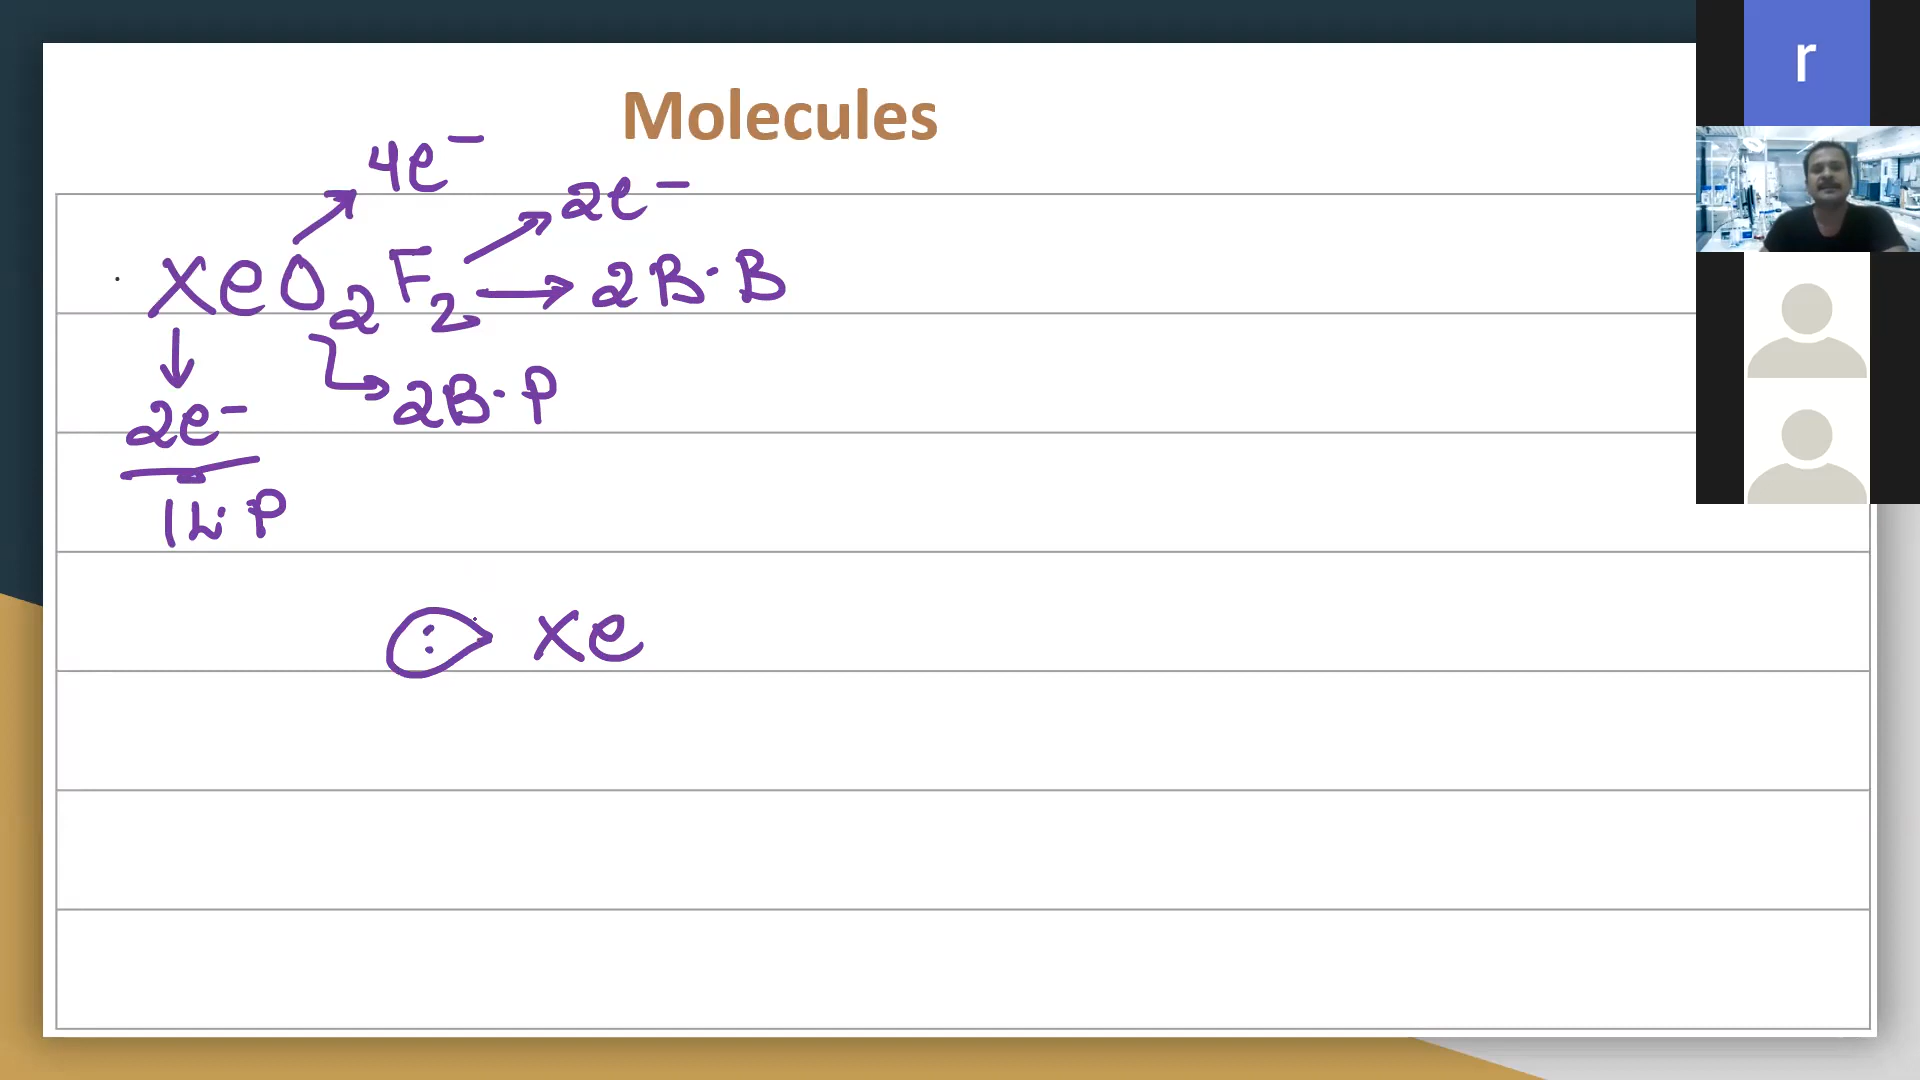 Molecules
4e⁻
2e⁻
XeO₂F₂ → 2B.B
2B.P
2e⁻
1L.P
: Xe
r